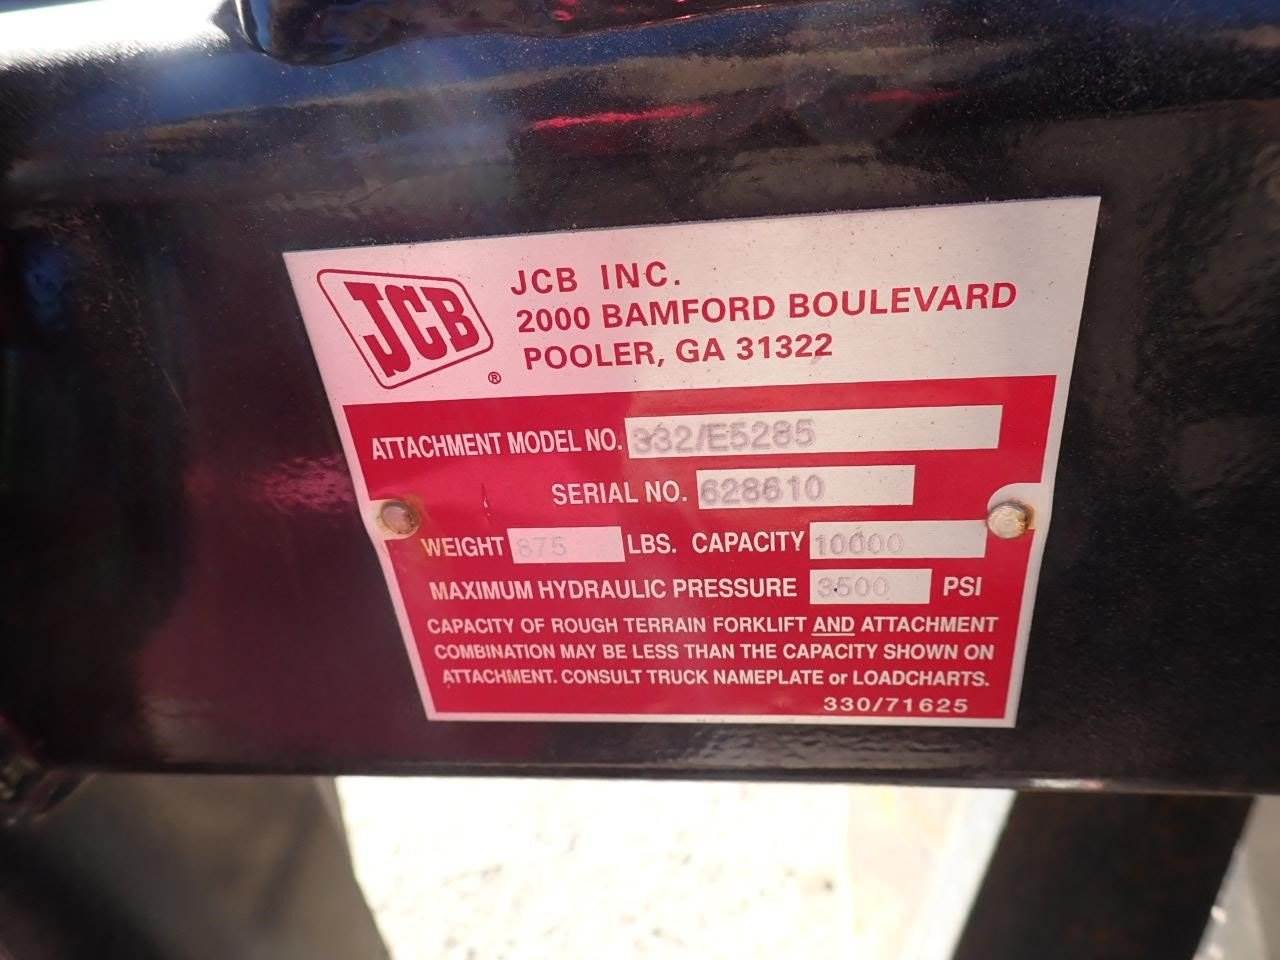 JCB
®
JCB INC.
2000 BAMFORD BOULEVARD
POOLER, GA 31322
ATTACHMENT MODEL NO. 332/E5285
SERIAL NO. 628610
WEIGHT 875 LBS. CAPACITY 10000
MAXIMUM HYDRAULIC PRESSURE 3500 PSI
CAPACITY OF ROUGH TERRAIN FORKLIFT AND ATTACHMENT
COMBINATION MAY BE LESS THAN THE CAPACITY SHOWN ON
ATTACHMENT. CONSULT TRUCK NAMEPLATE or LOADCHARTS.
330/71625